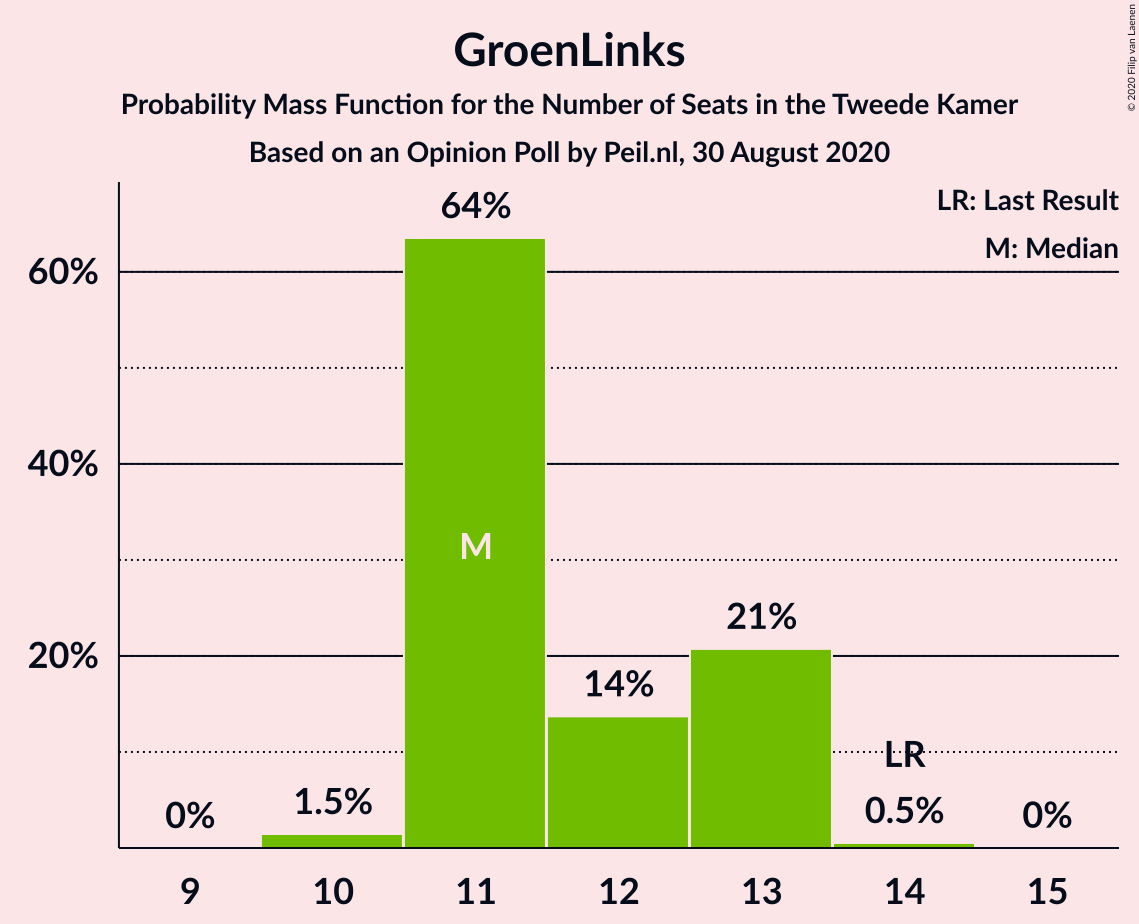 GroenLinks
Probability Mass Function for the Number of Seats in the Tweede Kamer
Based on an Opinion Poll by Peil.nl, 30 August 2020
© 2020 Filip van Laenen
LR: Last Result
M: Median
60%
40%
20%
0%
1.5%
64%
M
14%
21%
LR
0.5%
0%
9 10 11 12 13 14 15